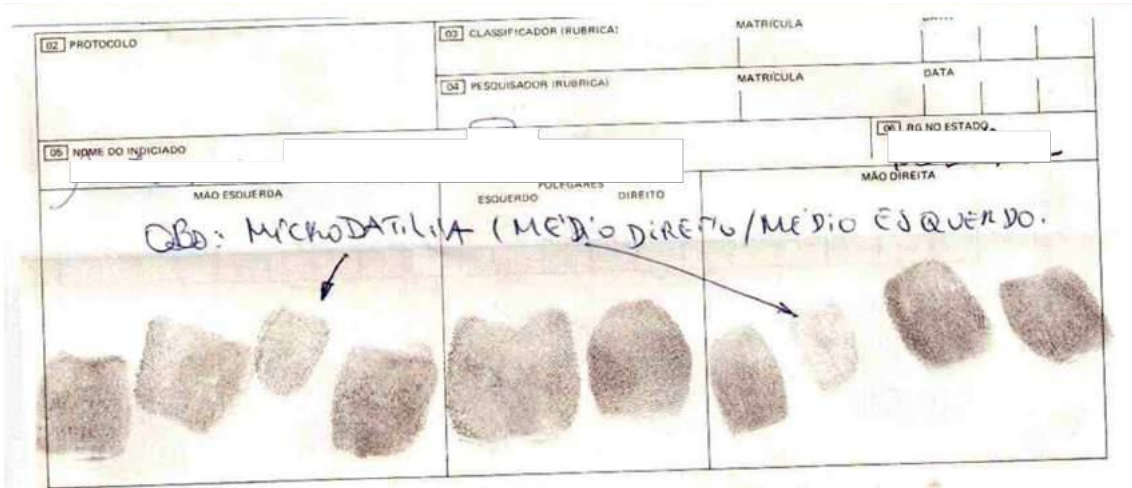 02 PROTOCOLO
03 CLASSIFICADOR (RUBRICA)
MATRÍCULA
04 PESQUISADOR (RUBRICA)
MATRÍCULA
DATA
05 NOME DO INDICIADO
06 RG NO ESTADO
MÃO ESQUERDA
POLEGARES
ESQUERDO
DIREITO
MÃO DIREITA
MICRODATILIA (MÉDIO DIREITO/MÉDIO ESQUERDO.